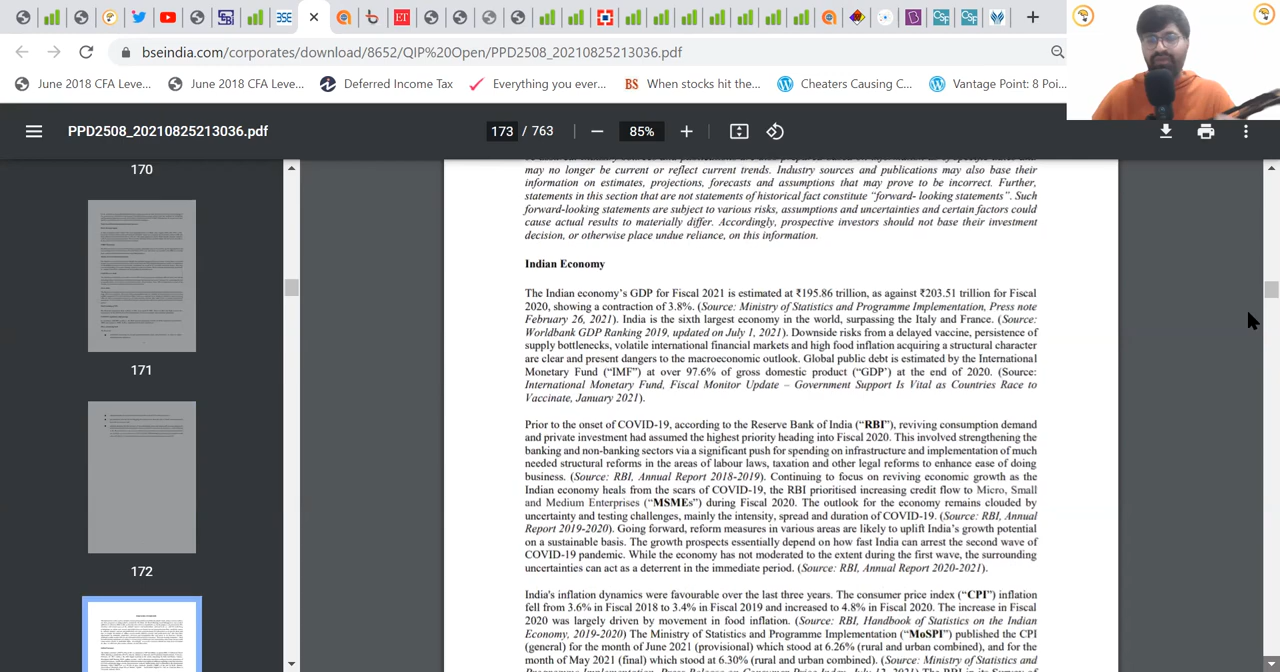 bseindia.com/corporates/download/8652/QIP%20Open/PPD2508_20210825213036.pdf
June 2018 CFA Leve...
June 2018 CFA Level...
Deferred Income Tax
Everything you ever...
BS When stocks hit the...
Cheaters Causing C...
Vantage Point: 8 Poi...
PPD2508_20210825213036.pdf
173 / 763
85%
170
171
172
may no longer be current or reflect current trends. Industry sources and publications may also base their
information on estimates, projections, forecasts and assumptions that may prove to be incorrect. Further,
statements in this section that are not statements of historical fact constitute "forward- looking statements". Such
forward-looking statements are subject to various risks, assumptions and uncertainties and certain factors could
cause actual results to materially differ. Accordingly, prospective investors should not base their investment
decision, or otherwise place undue reliance, on this information.
Indian Economy
The Indian economy's GDP for Fiscal 2021 is estimated at ₹195.86 trillion, as against ₹203.51 trillion for Fiscal
2020, showing a contraction of 3.8%. (Source: Ministry of Statistics and Programme Implementation, Press note
February 26, 2021). India is the sixth largest economy in the world, surpassing the Italy and France. (Source:
Worldbank GDP Ranking 2019, updated on July 1, 2021). Downside risks from a delayed vaccine, persistence of
supply bottlenecks, volatile international financial markets and high food inflation acquiring a structural character
are clear and present dangers to the macroeconomic outlook. Global public debt is estimated by the International
Monetary Fund ("IMF") at over 97.6% of gross domestic product ("GDP') at the end of 2020. (Source:
International Monetary Fund, Fiscal Monitor Update – Government Support Is Vital as Countries Race to
Vaccinate, January 2021).
Prior to the onset of COVID-19, according to the Reserve Bank of India ("RBI"), reviving consumption demand
and private investment had assumed the highest priority heading into Fiscal 2020. This involved strengthening the
banking and non-banking sectors via a significant push for spending on infrastructure and implementation of much
needed structural reforms in the areas of labour laws, taxation and other legal reforms to enhance ease of doing
business. (Source: RBI, Annual Report 2018-2019). Continuing to focus on reviving economic growth as the
Indian economy heals from the scars of COVID-19, the RBI prioritised increasing credit flow to Micro, Small
and Medium Enterprises ("MSMEs") during Fiscal 2020. The outlook for the economy remains clouded by
uncertainty and testing challenges, mainly the intensity, spread and duration of COVID-19. (Source: RBI, Annual
Report 2019-2020). Going forward, reform measures in various areas are likely to uplift India's growth potential
on a sustainable basis. The growth prospects essentially depend on how fast India can arrest the second wave of
COVID-19 pandemic. While the economy has not moderated to the extent during the first wave, the surrounding
uncertainties can act as a deterrent in the immediate period. (Source: RBI, Annual Report 2020-2021).
India's inflation dynamics were favourable over the last three years. The consumer price index ("CPI") inflation
fell from 3.6% in Fiscal 2018 to 3.4% in Fiscal 2019 and increased to 4.8% in Fiscal 2020. The increase in Fiscal
2020 was largely driven by movement in food inflation. (Source: RBI, Handbook of Statistics on the Indian
Economy, 2019-2020) The Ministry of Statistics and Programme Implementation ("MoSPI") published the CPI
(general) for the month of June 2021 (provisional) which stood at 6.26% (rural and urban combined), and for the